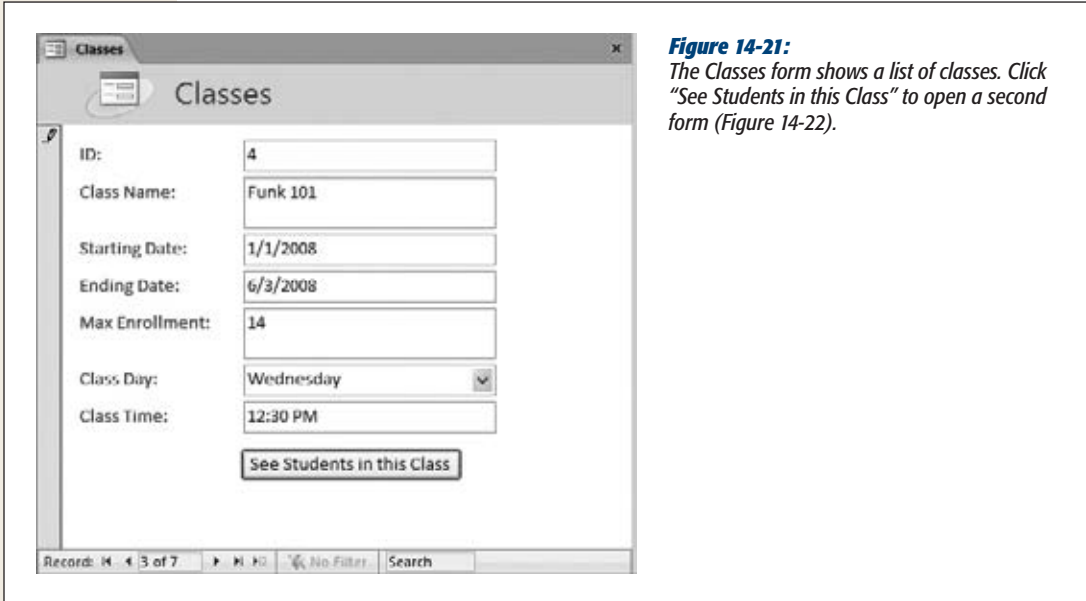 Classes
Classes
ID:
4
Class Name:
Funk 101
Starting Date:
1/1/2008
Ending Date:
6/3/2008
Max Enrollment:
14
Class Day:
Wednesday
Class Time:
12:30 PM
See Students in this Class
Record: 3 of 7 No Filter Search
Figure 14-21:
The Classes form shows a list of classes. Click
“See Students in this Class” to open a second
form (Figure 14-22).